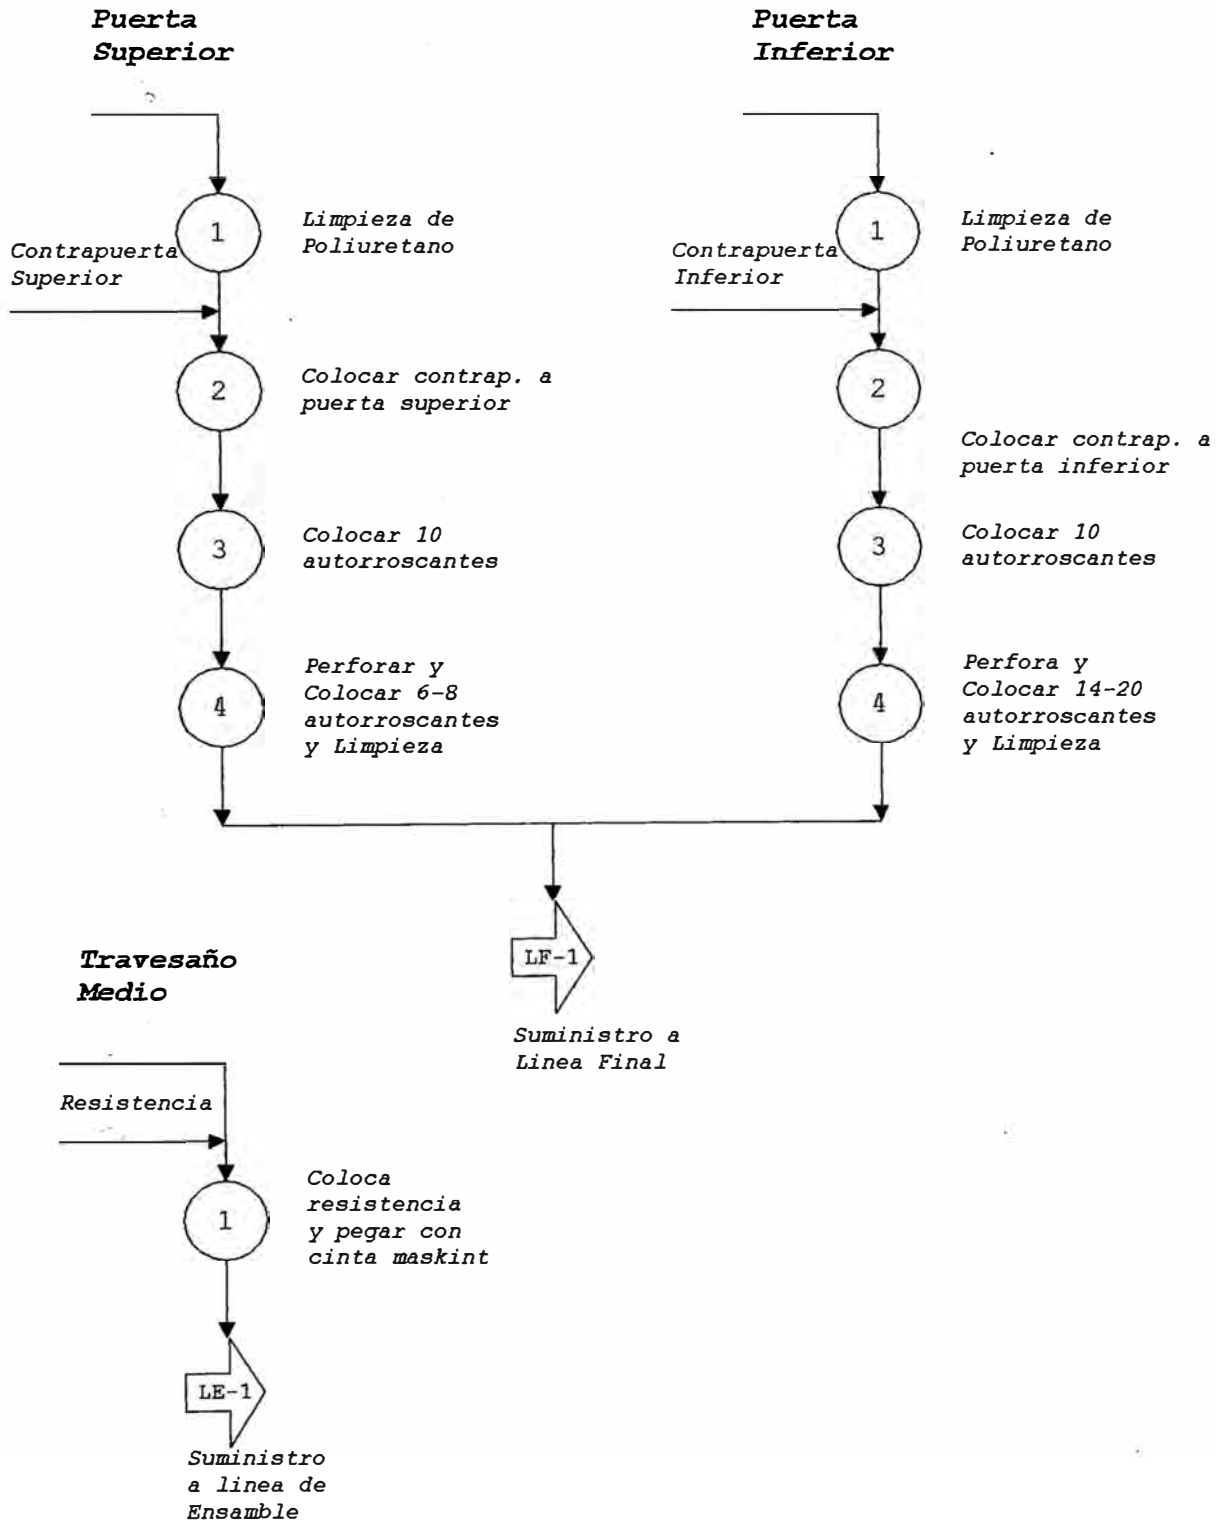 Puerta
Superior
1
Limpieza de
Poliuretano
Contrapuerta
Superior
2
Colocar contrap. a
puerta superior
3
Colocar 10
autorroscantes
4
Perforar y
Colocar 6-8
autorroscantes
y Limpieza
Puerta
Inferior
1
Limpieza de
Poliuretano
Contrapuerta
Inferior
2
Colocar contrap. a
puerta inferior
3
Colocar 10
autorroscantes
4
Perfora y
Colocar 14-20
autorroscantes
y Limpieza
LF-1
Suministro a
Linea Final
Travesaño
Medio
Resistencia
1
Coloca
resistencia
y pegar con
cinta maskint
LE-1
Suministro
a linea de
Ensamble